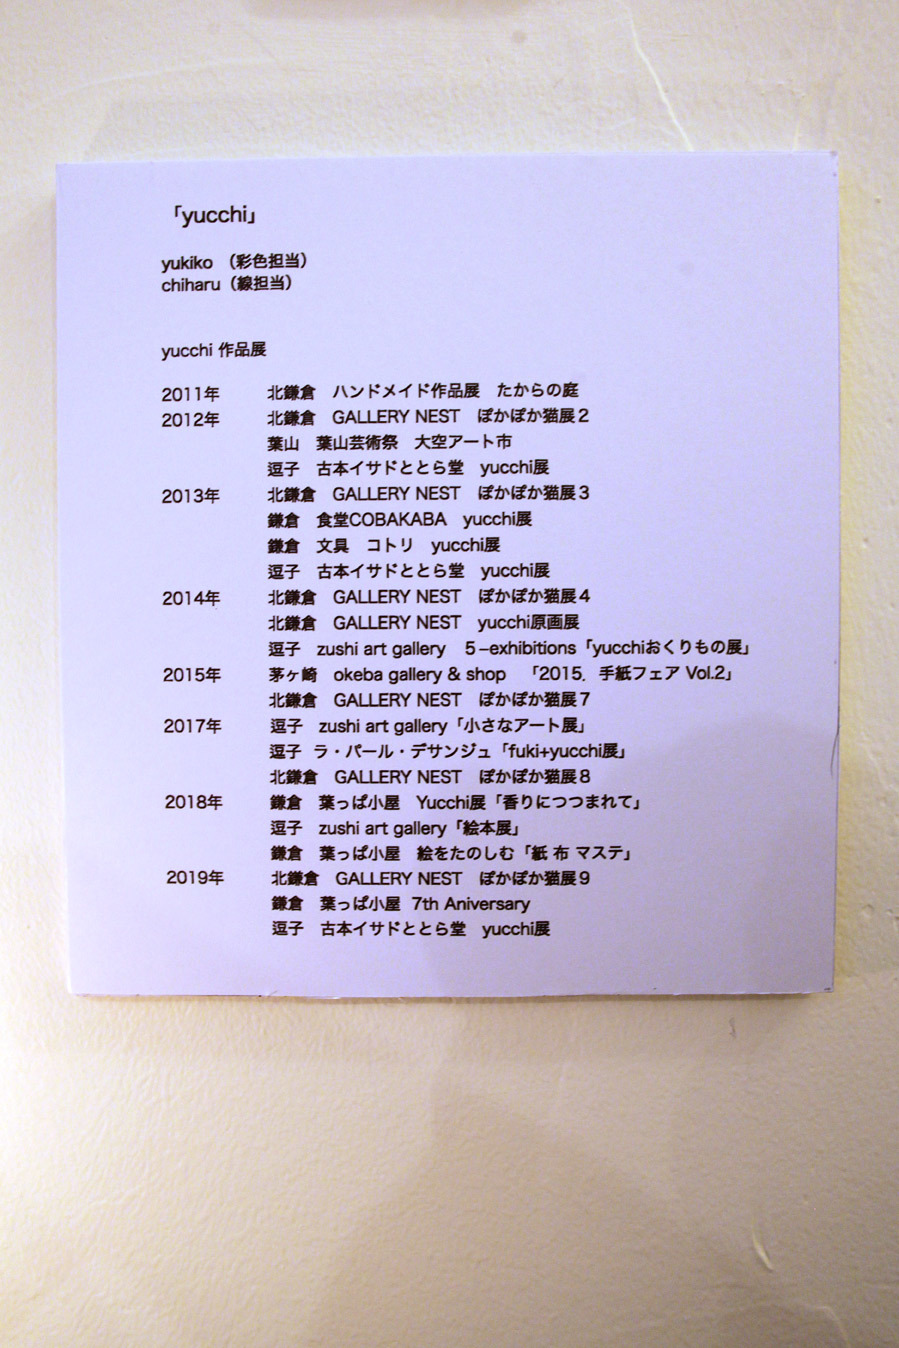 「yucchi」
yukiko （彩色担当）
chiharu（線担当）
yucchi 作品展
2011年　北鎌倉　ハンドメイド作品展　たからの庭
2012年　北鎌倉　GALLERY NEST　ぽかぽか猫展２
葉山　葉山芸術祭　大空アート市
逗子　古本イサドととら堂　yucchi展
2013年　北鎌倉　GALLERY NEST　ぽかぽか猫展３
鎌倉　食堂COBAKABA　yucchi展
鎌倉　文具　コトリ　yucchi展
逗子　古本イサドととら堂　yucchi展
2014年　北鎌倉　GALLERY NEST　ぽかぽか猫展４
北鎌倉　GALLERY NEST　yucchi原画展
逗子　zushi art gallery　５–exhibitions「yucchiおくりもの展」
2015年　茅ヶ崎　okeba gallery & shop　「2015．手紙フェア Vol.2」
北鎌倉　GALLERY NEST　ぽかぽか猫展７
2017年　逗子　zushi art gallery「小さなアート展」
逗子　ラ・パール・デサンジュ「fuki+yucchi展」
北鎌倉　GALLERY NEST　ぽかぽか猫展８
2018年　鎌倉　葉っぱ小屋　Yucchi展「香りにつつまれて」
逗子　zushi art gallery「絵本展」
鎌倉　葉っぱ小屋　絵をたのしむ「紙 布 マステ」
2019年　北鎌倉　GALLERY NEST　ぽかぽか猫展９
鎌倉　葉っぱ小屋　7th Aniversary
逗子　古本イサドととら堂　yucchi展